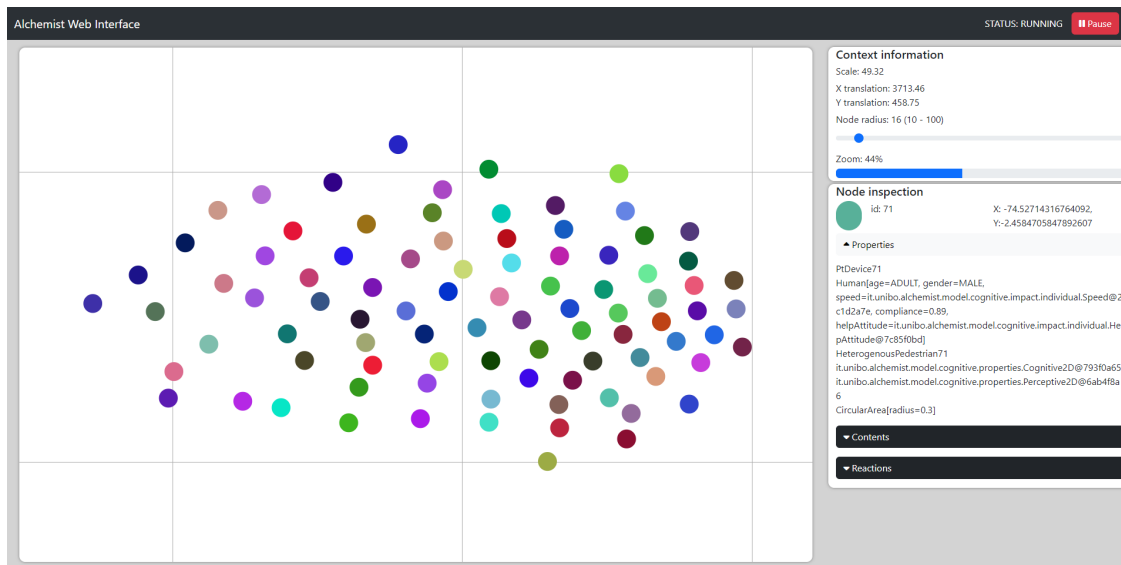 Alchemist Web Interface
STATUS: RUNNING
Pause
Context information
Scale: 49.32
X translation: 3713.46
Y translation: 458.75
Node radius: 16 (10 - 100)
Zoom: 44%
Node inspection
id: 71
X: -74.52714316764092,
Y:-2.4584705847892607
Properties
PtDevice71
Human[age=ADULT, gender=MALE,
speed=it.unibo.alchemist.model.cognitive.impact.individual.Speed@2
c1d2a7e, compliance=0.89,
helpAttitude=it.unibo.alchemist.model.cognitive.impact.individual.He
pAttitude@7c85f0bd]
HeterogenousPedestrian71
it.unibo.alchemist.model.cognitive.properties.Cognitive2D@793f0a65
it.unibo.alchemist.model.cognitive.properties.Perceptive2D@6ab4f8a
6
CircularArea[radius=0.3]
Contents
Reactions